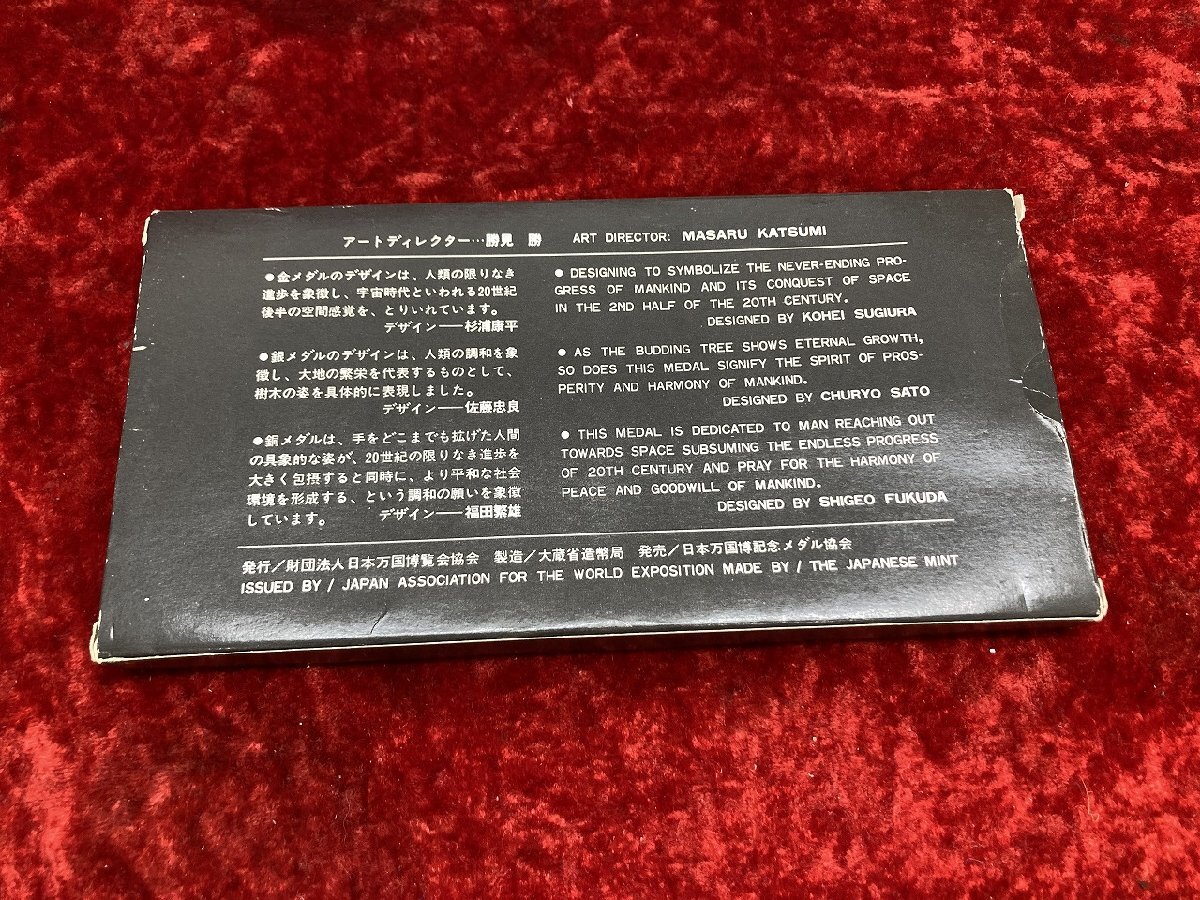 アートディレクター…勝見 勝 ART DIRECTOR: MASARU KATSUMI
●金メダルのデザインは、人類の限りなき
進歩を象徴し、宇宙時代といわれる20世紀
後半の空間感覚を、とりいれています。
デザイン──杉浦康平
●銀メダルのデザインは、人類の調和を象
徴し、大地の繁栄を代表するものとして、
樹木の姿を具体的に表現しました。
デザイン──佐藤忠良
●銅メダルは、手をどこまでも拡げた人間
の具象的な姿が、20世紀の限りなき進歩を
大きく包摂すると同時に、より平和な社会
環境を形成する、という調和の願いを象徴
しています。 デザイン──福田繁雄
● DESIGNING TO SYMBOLIZE THE NEVER-ENDING PRO-
GRESS OF MANKIND AND ITS CONQUEST OF SPACE
IN THE 2ND HALF OF THE 20TH CENTURY.
DESIGNED BY KOHEI SUGIURA
● AS THE BUDDING TREE SHOWS ETERNAL GROWTH,
SO DOES THIS MEDAL SIGNIFY THE SPIRIT OF PROS-
PERITY AND HARMONY OF MANKIND.
DESIGNED BY CHURYO SATO
● THIS MEDAL IS DEDICATED TO MAN REACHING OUT
TOWARDS SPACE SUBSUMING THE ENDLESS PROGRESS
OF 20TH CENTURY AND PRAY FOR THE HARMONY OF
PEACE AND GOODWILL OF MANKIND.
DESIGNED BY SHIGEO FUKUDA
発行／財団法人日本万国博覧会協会 製造／大蔵省造幣局 発売／日本万国博記念メダル協会
ISSUED BY / JAPAN ASSOCIATION FOR THE WORLD EXPOSITION MADE BY / THE JAPANESE MINT